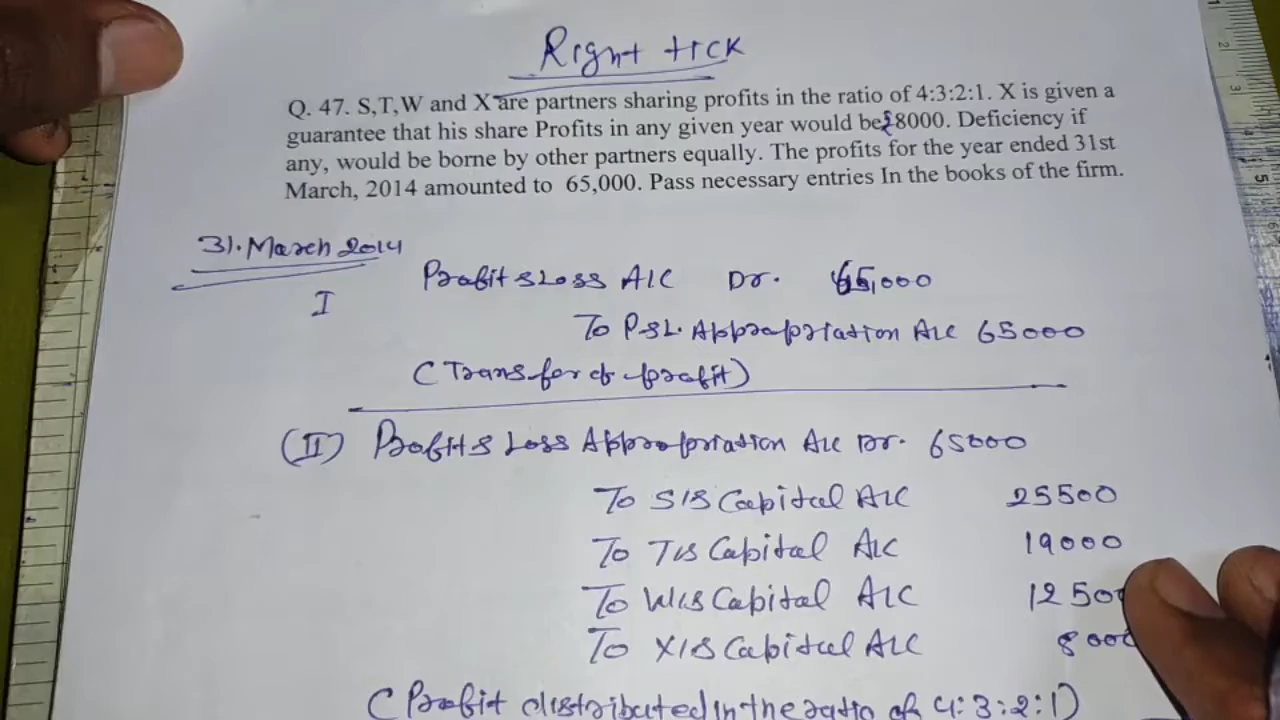 Right tick
Q. 47. S,T,W and X are partners sharing profits in the ratio of 4:3:2:1. X is given a
guarantee that his share Profits in any given year would be₹8000. Deficiency if
any, would be borne by other partners equally. The profits for the year ended 31st
March, 2014 amounted to 65,000. Pass necessary entries In the books of the firm.
31. March 2014
I Profit & Loss A/C Dr. 65,000
To P&L. Appropriation A/C 65000
(Transfer of profit)
(II) Profit & Loss Appropriation A/C Dr. 65000
To S's Capital A/C 25500
To T's Capital A/C 19000
To W's Capital A/C 12500
To X's Capital A/C 8000
(Profit distributed in the ratio of 4:3:2:1)